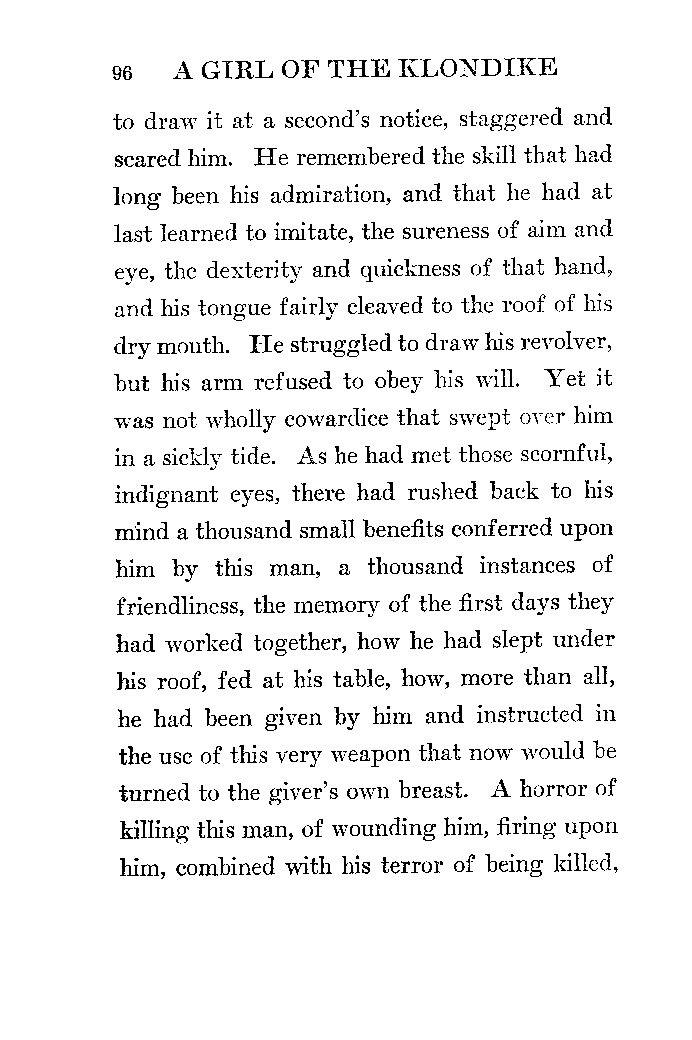 96 A GIRL OF THE KLONDIKE
to draw it at a second's notice, staggered and
scared him. He remembered the skill that had
long been his admiration, and that he had at
last learned to imitate, the sureness of aim and
eye, the dexterity and quickness of that hand,
and his tongue fairly cleaved to the roof of his
dry mouth. He struggled to draw his revolver,
but his arm refused to obey his will. Yet it
was not wholly cowardice that swept over him
in a sickly tide. As he had met those scornful,
indignant eyes, there had rushed back to his
mind a thousand small benefits conferred upon
him by this man, a thousand instances of
friendliness, the memory of the first days they
had worked together, how he had slept under
his roof, fed at his table, how, more than all,
he had been given by him and instructed in
the use of this very weapon that now would be
turned to the giver's own breast. A horror of
killing this man, of wounding him, firing upon
him, combined with his terror of being killed,